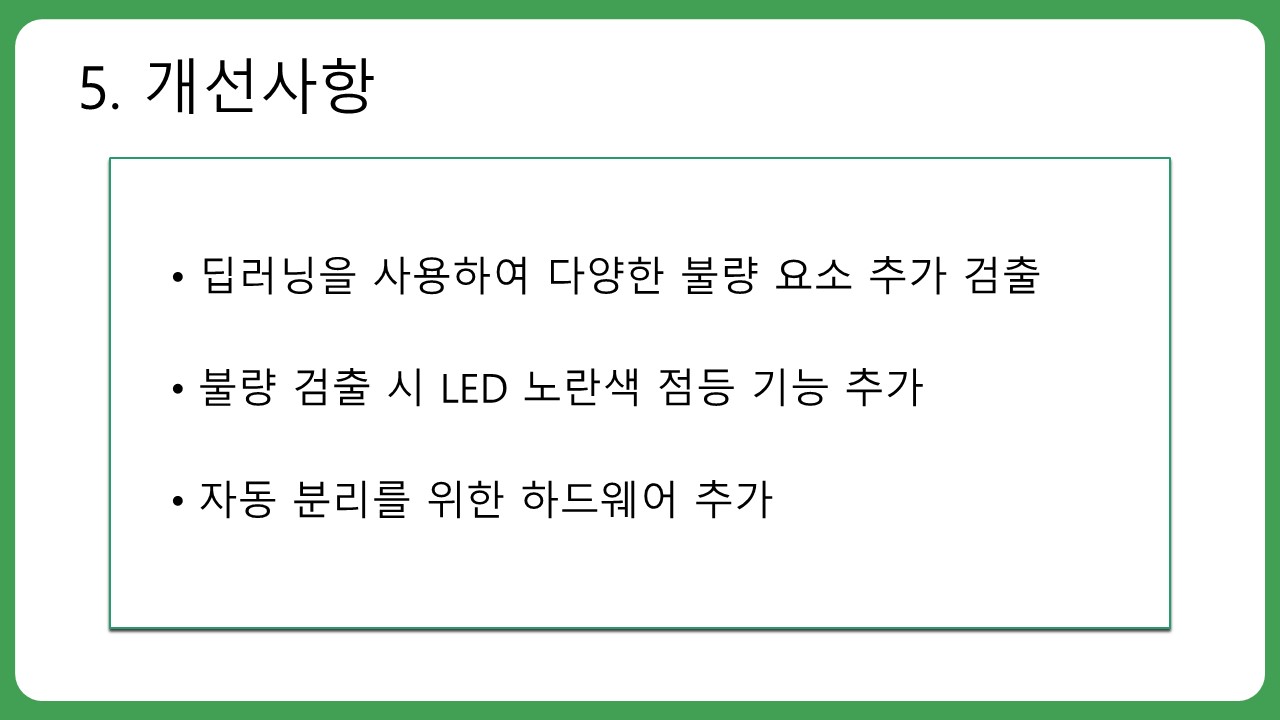 5. 개선사항
• 딥러닝을 사용하여 다양한 불량 요소 추가 검출
• 불량 검출 시 LED 노란색 점등 기능 추가
• 자동 분리를 위한 하드웨어 추가